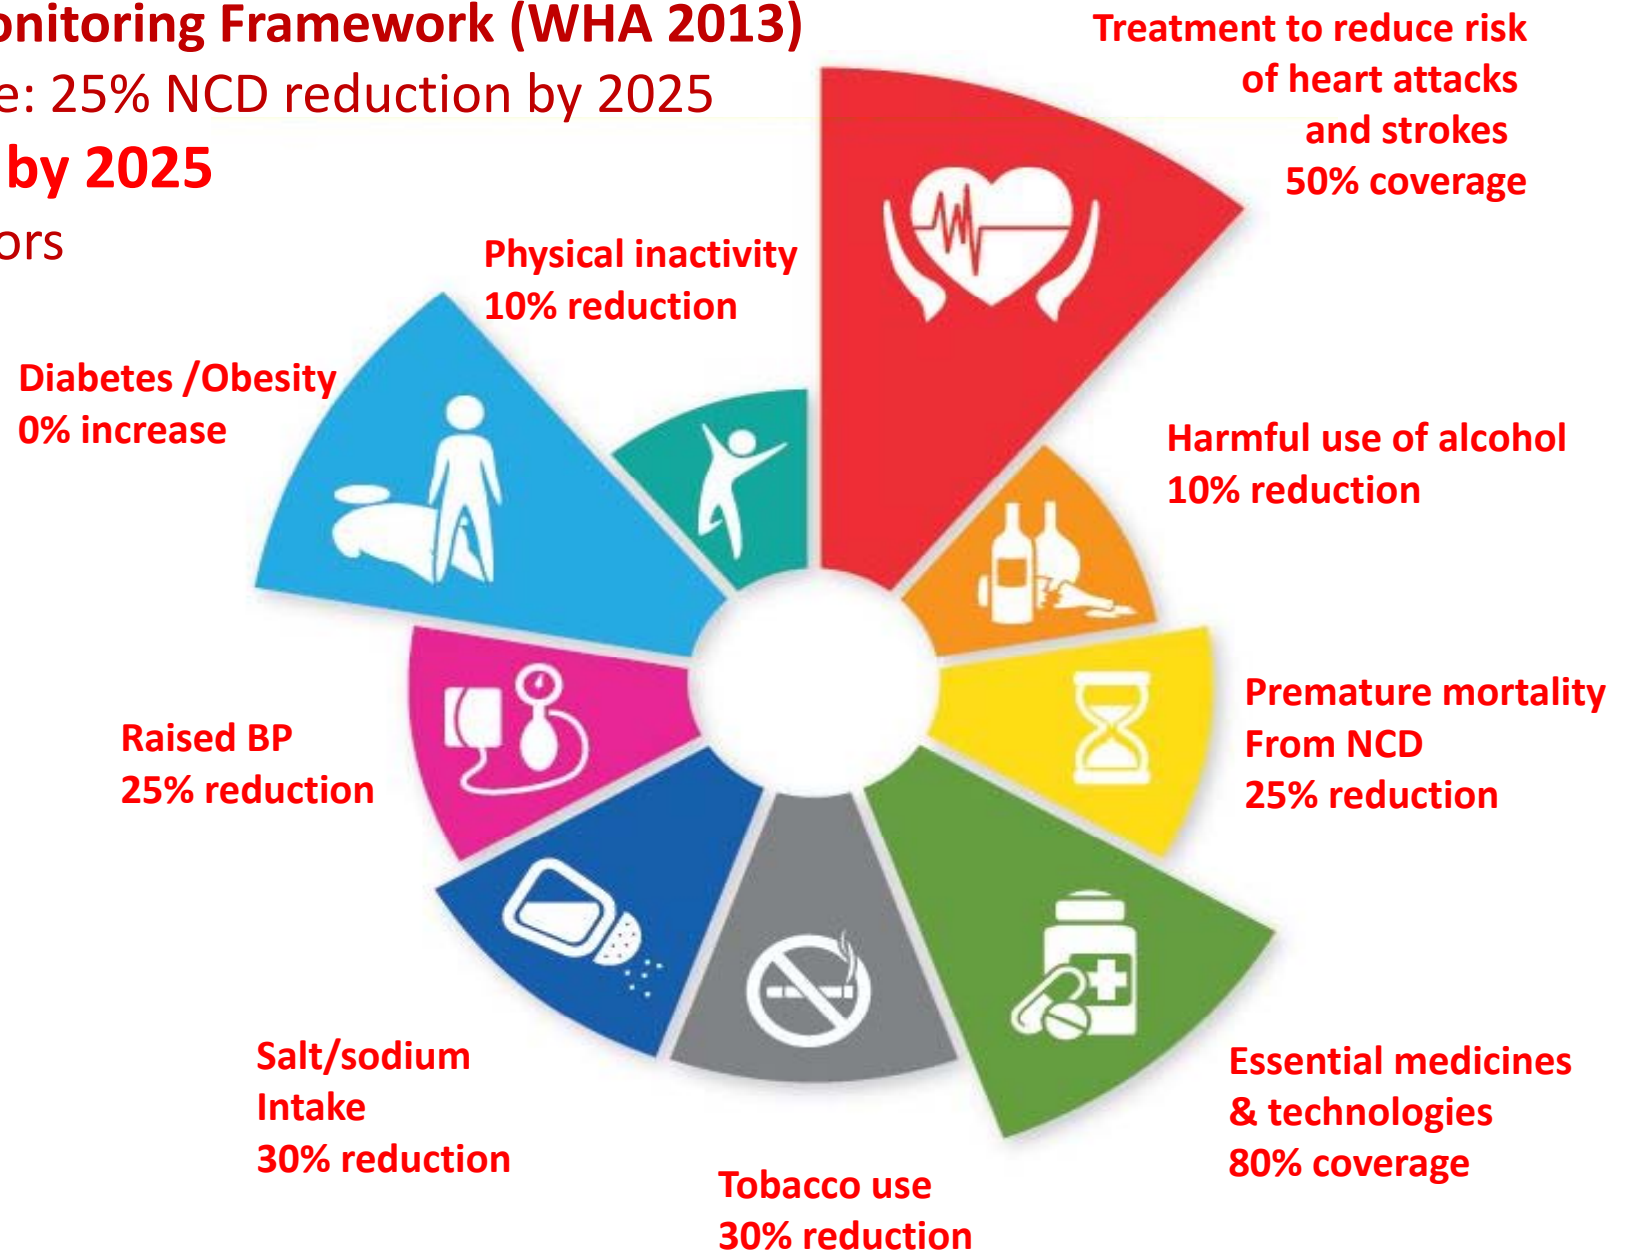 onitoring Framework (WHA 2013)
e: 25% NCD reduction by 2025
by 2025
ors
Treatment to reduce risk
of heart attacks
and strokes
50% coverage
Physical inactivity
10% reduction
Diabetes /Obesity
0% increase
Harmful use of alcohol
10% reduction
Premature mortality
From NCD
25% reduction
Raised BP
25% reduction
Salt/sodium
Intake
30% reduction
Essential medicines
& technologies
80% coverage
Tobacco use
30% reduction